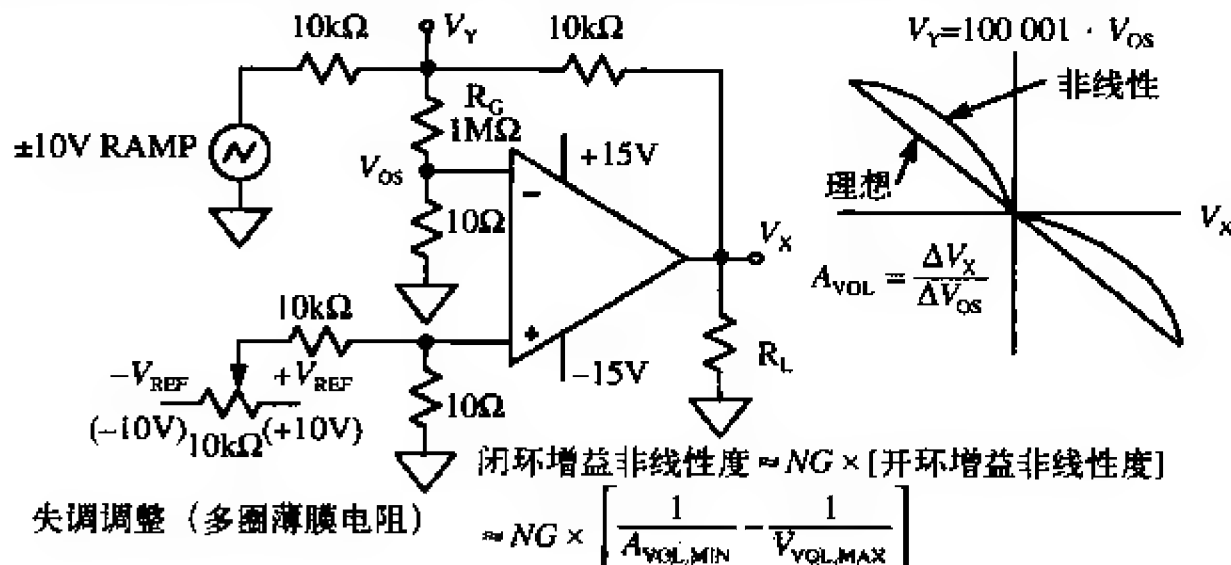 10kΩ
V_Y
10kΩ
V_Y=100 001 · V_OS
非线性
R_G
1MΩ
±10V RAMP
+15V
V_OS
理想
−
10Ω
V_X
V_X
A_VOL = ΔV_X / ΔV_OS
10kΩ
+
−15V
R_L
−V_REF
+V_REF
10Ω
(−10V)
10kΩ
(+10V)
闭环增益非线性度 ≈ NG × [开环增益非线性度]
失调调整（多圈薄膜电阻）
≈ NG × [ 1 / A_VOL,MIN − 1 / V_VOL,MAX ]